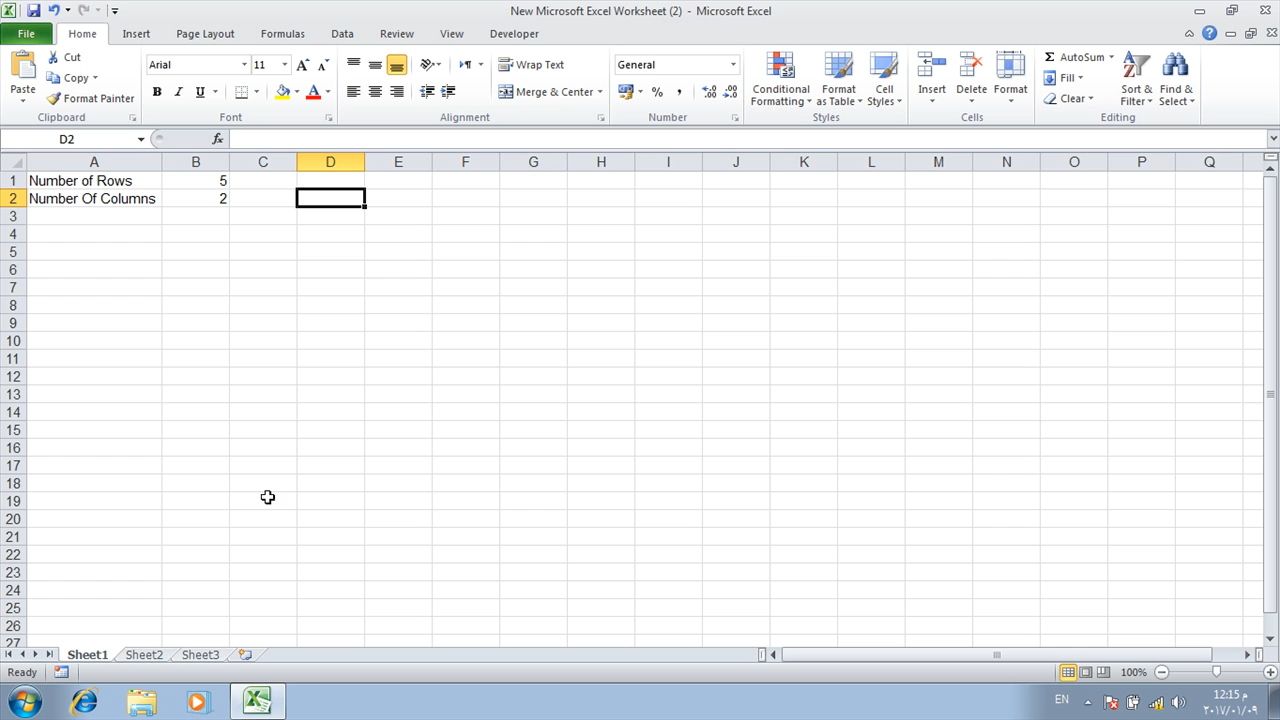 New Microsoft Excel Worksheet (2) - Microsoft Excel
File Home Insert Page Layout Formulas Data Review View Developer
Paste
Cut
Copy
Format Painter
Clipboard
Arial 11
B I U
Font
Wrap Text
Merge & Center
Alignment
General
%
Number
Conditional Formatting
Format as Table
Cell Styles
Styles
Insert
Delete
Format
Cells
AutoSum
Fill
Clear
Sort & Filter
Find & Select
Editing
D2 fx
A B C D E F G H I J K L M N O P Q
1 Number of Rows 5
2 Number Of Columns 2
3
4
5
6
7
8
9
10
11
12
13
14
15
16
17
18
19
20
21
22
23
24
25
26
27
Sheet1 Sheet2 Sheet3
Ready 100%
EN
12:15 م
٢٠١٧/٠١/٠٩